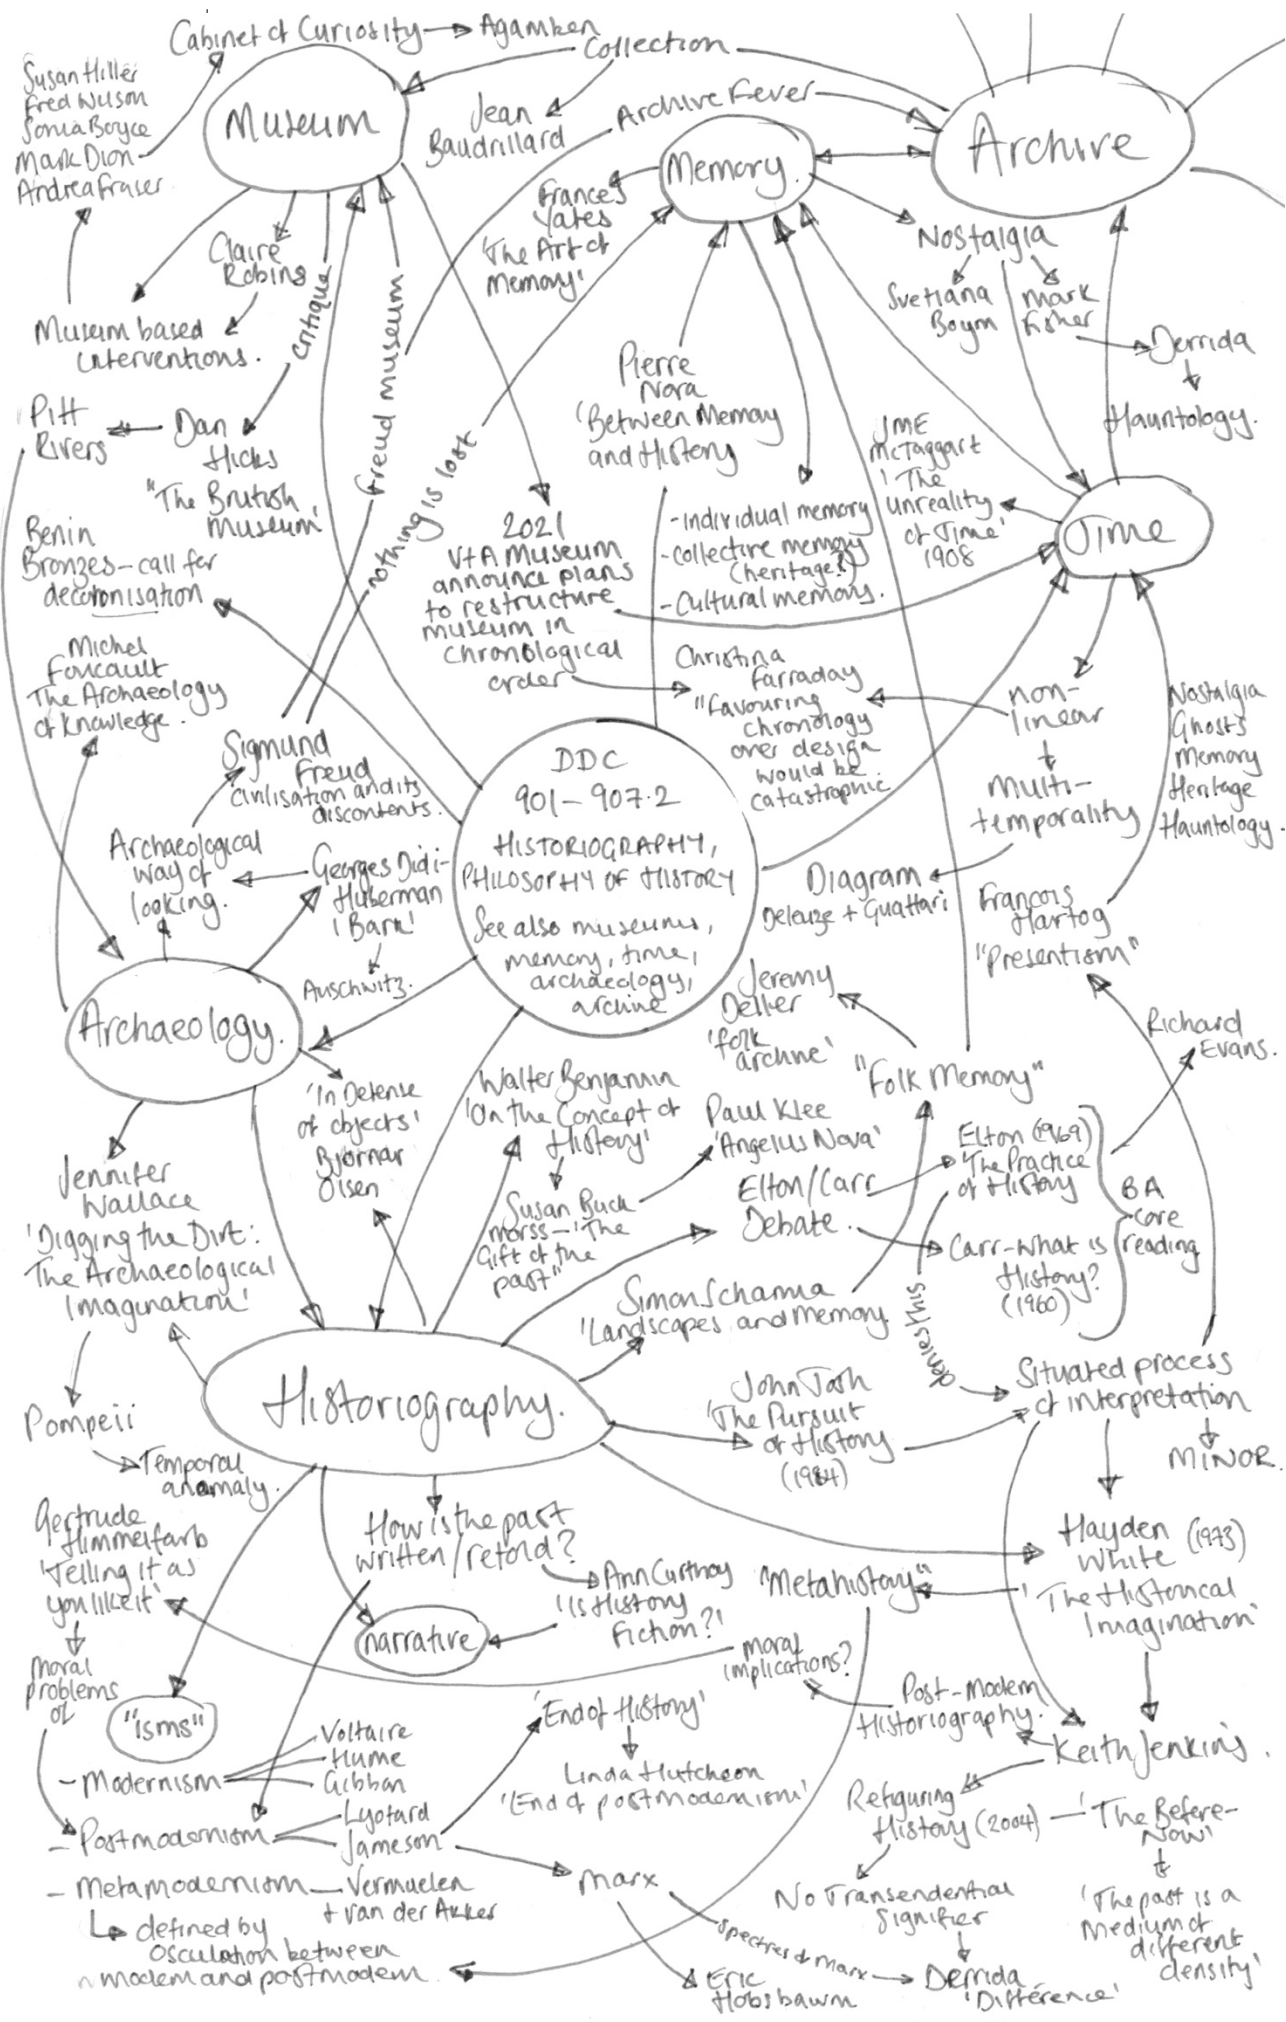 Cabinet of Curiosity
Agamben
Collection
Susan Hiller
Fred Wilson
Sonia Boyce
Mark Dion
Andrea Fraser
Museum
Jean
Baudrillard
Archive Fever
Memory.
Archive
Frances
Yates
'The Art of
Memory'
Nostalgia
Svetlana
Boym
Mark
Fisher
Derrida
Hauntology.
Claire
Robins
Museum based
interventions.
critique
Freud museum
nothing is lost
Pitt
Rivers
Dan
Hicks
"The Brutish
Museum'
Pierre
Nora
'Between Memory
and History
JME
McTaggart
'The
unreality
of Time'
1908
Time
Benin
Bronzes - call for
decolonisation
2021
V+A Museum
announce plans
to restructure
museum in
chronological
order
- individual memory
- collective memory
(heritage?)
- Cultural memory.
Michel
Foucault
The Archaeology
of Knowledge.
Christina
Farraday
"favouring
chronology
over design
would be
catastrophic
non-
linear
Multi-
temporality
Nostalgia
Ghosts
Memory
Heritage
Hauntology.
Sigmund
Freud
Civilisation and its
discontents.
DDC
901-907.2
HISTORIOGRAPHY,
PHILOSOPHY OF HISTORY
See also museums,
memory, time,
archaeology,
archive
Archaeological
way of
looking.
Georges Didi-
Huberman
'Bark'
Auschwitz.
Diagram
Deleuze + Guattari
Francois
Hartog
"Presentism"
Archaeology.
Jeremy
Deller
'folk
archive'
"Folk Memory"
Richard
Evans.
'In Defense
of objects'
Bjornar
Olsen
Walter Benjamin
'On the Concept of
History'
Paul Klee
'Angelus Nova'
Susan Buck
morss - 'The
Gift of the
past"
Elton/Carr
Debate.
Elton (1969)
'The Practice
of History
Carr - What is
History?
(1960)
BA
core
reading
Jennifer
Wallace
'Digging the Dirt:
The Archaeological
Imagination'
Simon Schama
'Landscapes and Memory
denies this
Historiography.
John Tosh
'The Pursuit
of History
(1984)
Situated process
of interpretation
MINOR.
Pompeii
Temporal
anomaly.
Gertrude
Himmelfarb
'Telling it as
you like it'
moral
problems
of
How is the past
written/retold?
Ann Curthoy
'Is History
Fiction?'
narrative
"Metahistory"
Hayden (1973)
White
'The Historical
Imagination'
moral
implications?
Post-Modern
Historiography.
Keith Jenkins.
"isms"
'End of History'
Linda Hutcheon
'End of postmodernism'
- Modernism
Voltaire
Hume
Gibbon
- Postmodernism
Lyotard
Jameson
- Metamodernism
Vermuelen
+ van der Akker
defined by
Osculation between
modern and postmodern.
Marx
spectres of marx
Eric
Hobsbawm
Refiguring
History (2004)
'The Before-
Now'
No Transendential
Signifier
Derrida
'Différence'
'The past is a
Medium of
different
density'